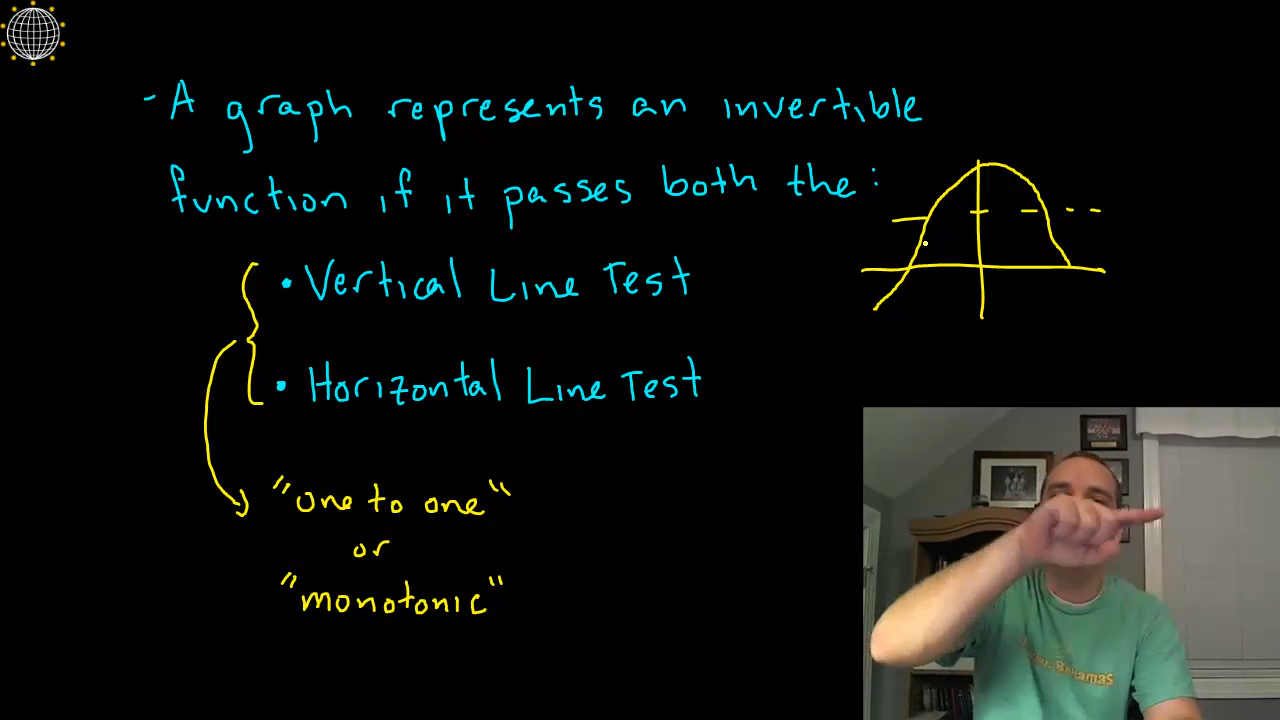 - A graph represents an invertible
function if it passes both the:
• Vertical Line Test
• Horizontal Line Test
"one to one"
or
"monotonic"
Bahamas